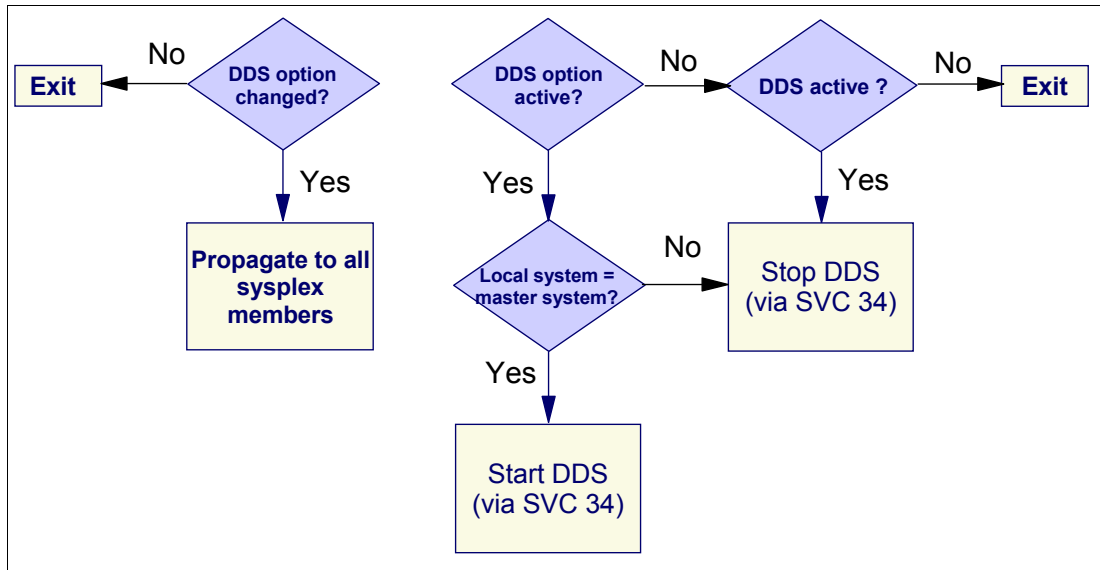 No
DDS option
changed?
Exit
Yes
Propagate to all
sysplex
members
DDS option
active?
No
DDS active ?
No
Exit
Yes
Yes
Local system =
master system?
No
Stop DDS
(via SVC 34)
Yes
Start DDS
(via SVC 34)